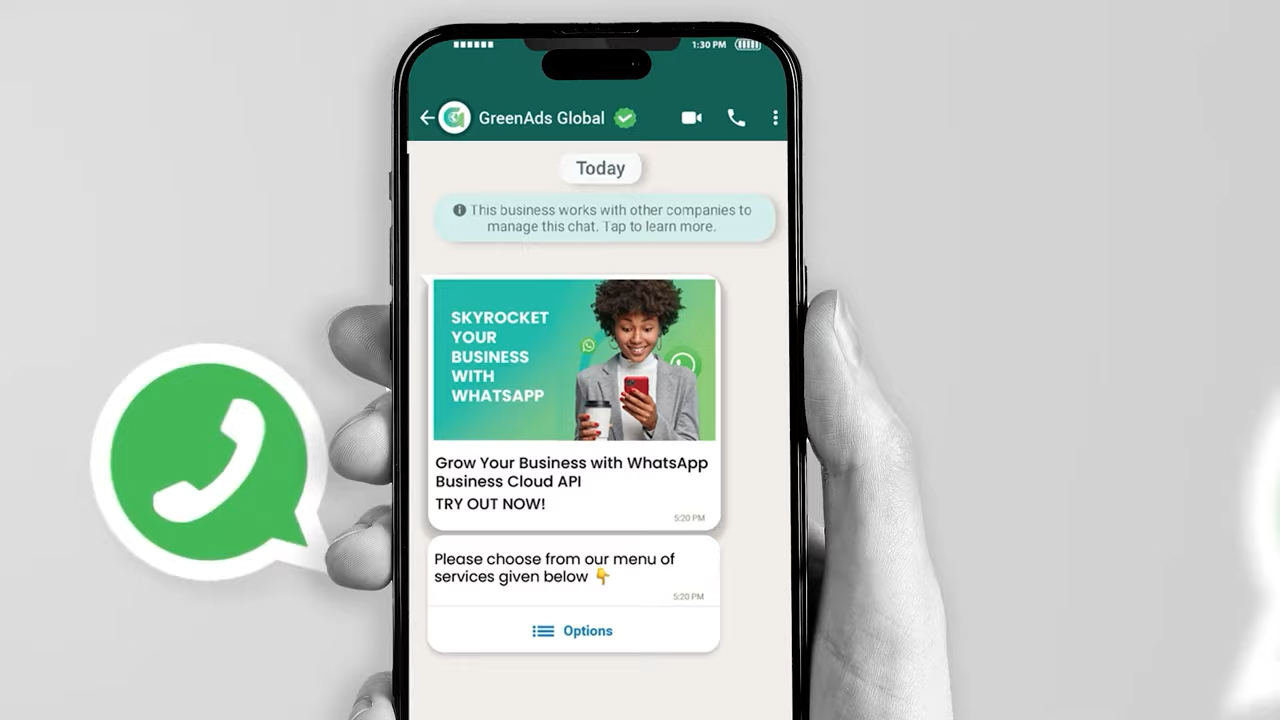 1:30 PM
GreenAds Global
Today
This business works with other companies to
manage this chat. Tap to learn more.
SKYROCKET
YOUR
BUSINESS
WITH
WHATSAPP
Grow Your Business with WhatsApp
Business Cloud API
TRY OUT NOW!
5:20 PM
Please choose from our menu of
services given below 👇
5:20 PM
Options